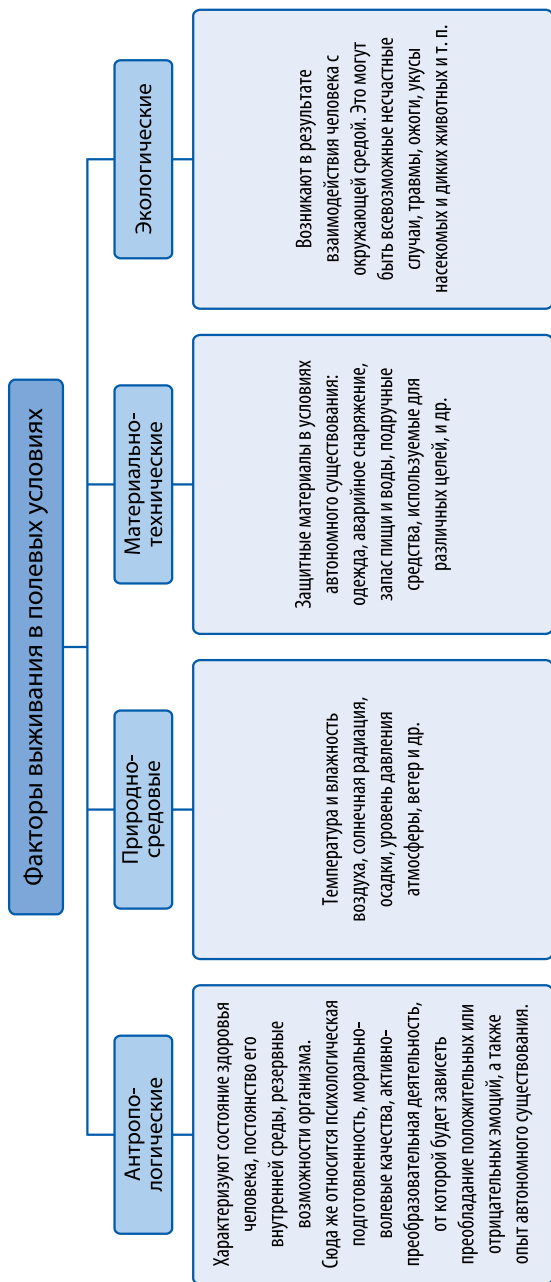 Факторы выживания в полевых условиях
Антропо-
логические
Характеризуют состояние здоровья
человека, постоянство его
внутренней среды, резервные
возможности организма.
Сюда же относится психологическая
подготовленность, морально-
волевые качества, активно-
преобразовательная деятельность,
от которой будет зависеть
преобладание положительных или
отрицательных эмоций, а также
опыт автономного существования.
Природно-
средовые
Температура и влажность
воздуха, солнечная радиация,
осадки, уровень давления
атмосферы, ветер и др.
Материально-
технические
Защитные материалы в условиях
автономного существования:
одежда, аварийное снаряжение,
запас пищи и воды, подручные
средства, используемые для
различных целей, и др.
Экологические
Возникают в результате
взаимодействия человека с
окружающей средой. Это могут
быть всевозможные несчастные
случаи, травмы, ожоги, укусы
насекомых и диких животных и т. п.